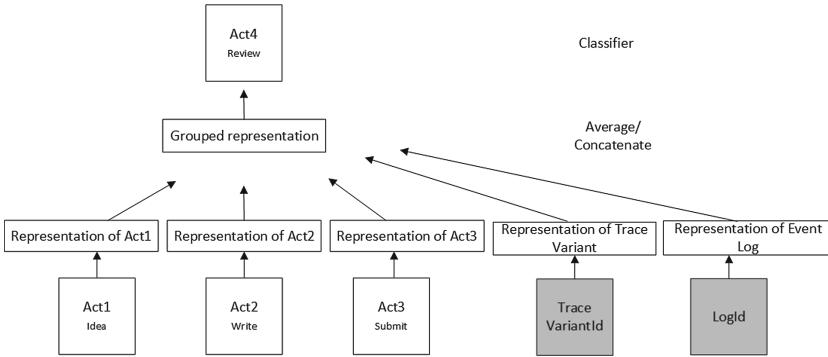 Act4
Review
Classifier
Grouped representation
Average/
Concatenate
Representation of Act1
Representation of Act2
Representation of Act3
Representation of Trace
Variant
Representation of Event
Log
Act1
Idea
Act2
Write
Act3
Submit
Trace
VariantId
LogId